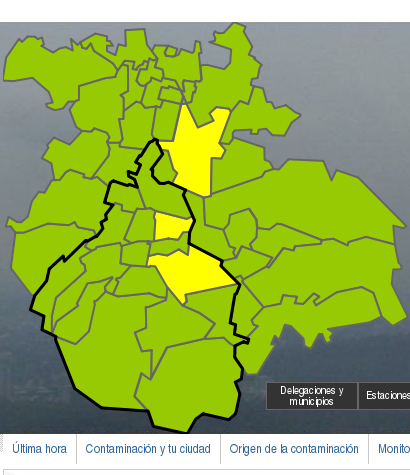 Delegaciones y
municipios
Estaciones
Última hora
Contaminación y tu ciudad
Origen de la contaminación
Monito